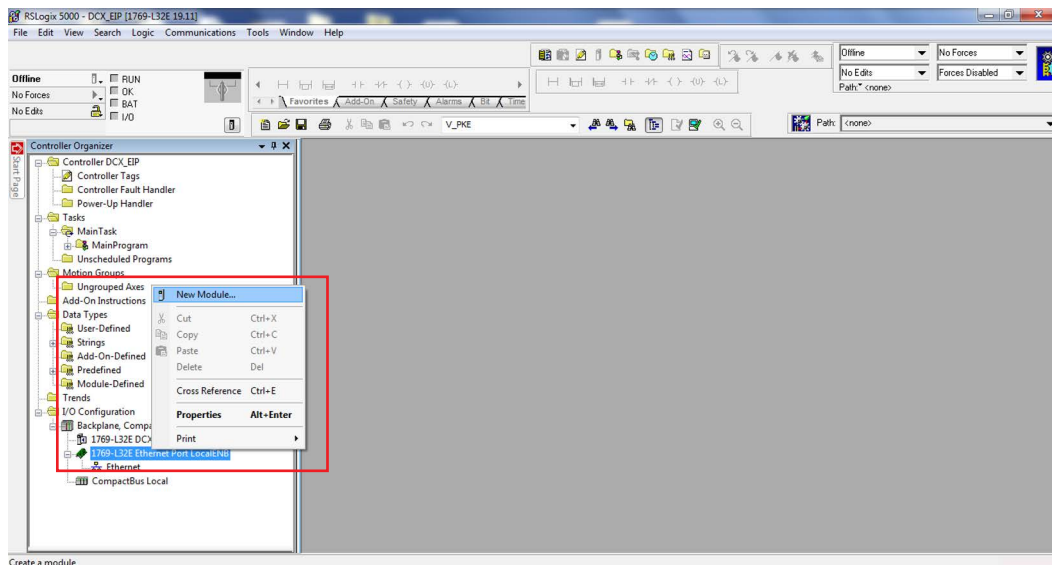 RSLogix 5000 - DCX_EIP [1769-L32E 19.11]
File Edit View Search Logic Communications Tools Window Help
Offline No Forces
No Edits Forces Disabled
Path: <none>
Offline RUN
No Forces OK
No Edits BAT
I/O
Favorites Add-On Safety Alarms Bit Time
V_PKE
Path: <none>
Start Page
Controller Organizer
Controller DCX_EIP
Controller Tags
Controller Fault Handler
Power-Up Handler
Tasks
MainTask
MainProgram
Unscheduled Programs
Motion Groups
Ungrouped Axes
Add-On Instructions
Data Types
User-Defined
Strings
Add-On-Defined
Predefined
Module-Defined
Trends
I/O Configuration
Backplane, Compa
1769-L32E DCX
1769-L32E Ethernet Port LocalENB
Ethernet
CompactBus Local
New Module...
Cut Ctrl+X
Copy Ctrl+C
Paste Ctrl+V
Delete Del
Cross Reference Ctrl+E
Properties Alt+Enter
Print
Create a module